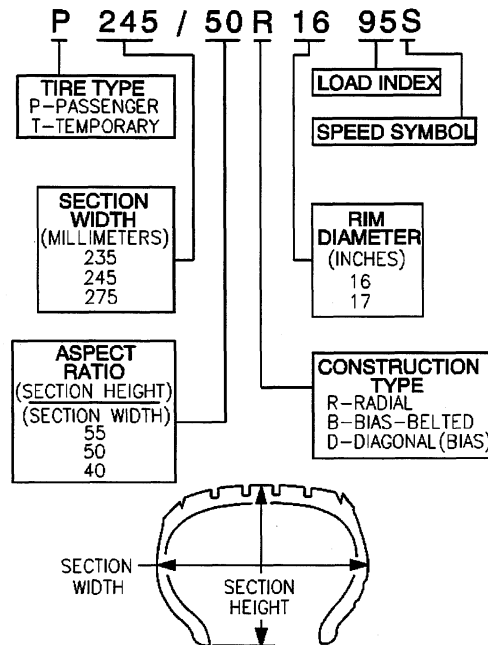 P 245 / 50 R 16 95S
TIRE TYPE
P-PASSENGER
T-TEMPORARY
LOAD INDEX
SPEED SYMBOL
SECTION
WIDTH
(MILLIMETERS)
235
245
275
RIM
DIAMETER
(INCHES)
16
17
ASPECT
RATIO
(SECTION HEIGHT)
(SECTION WIDTH)
55
50
40
CONSTRUCTION
TYPE
R-RADIAL
B-BIAS-BELTED
D-DIAGONAL(BIAS)
SECTION
WIDTH
SECTION
HEIGHT